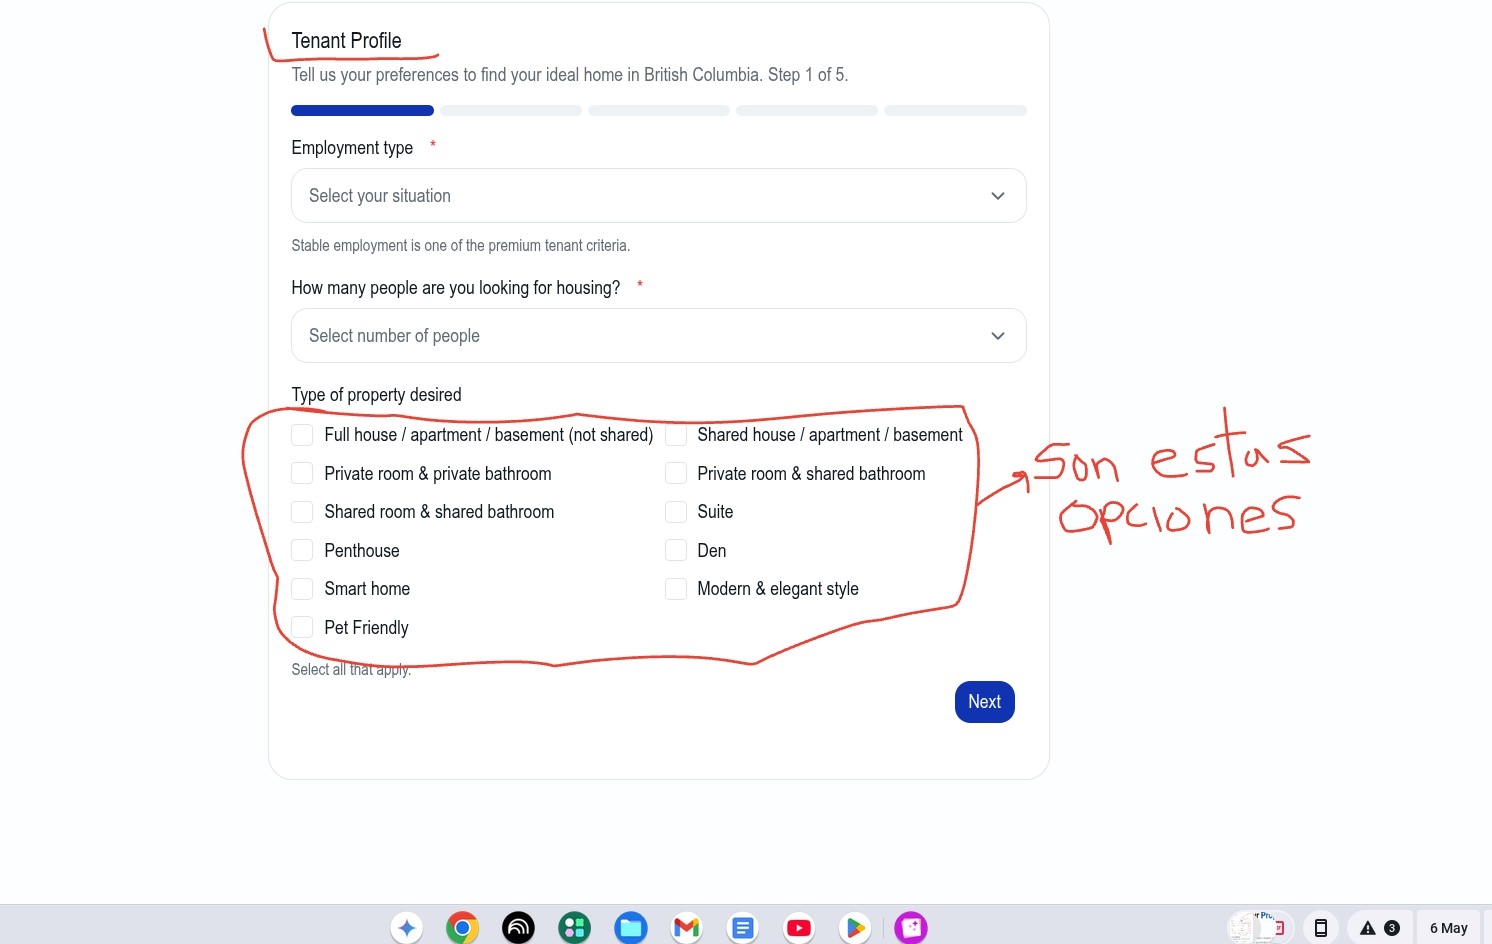 Tenant Profile
Tell us your preferences to find your ideal home in British Columbia. Step 1 of 5.
Employment type *
Select your situation
Stable employment is one of the premium tenant criteria.
How many people are you looking for housing? *
Select number of people
Type of property desired
Full house / apartment / basement (not shared)
Shared house / apartment / basement
Private room & private bathroom
Private room & shared bathroom
Shared room & shared bathroom
Suite
Penthouse
Den
Smart home
Modern & elegant style
Pet Friendly
Select all that apply.
Next
Son estas
opciones
3
6 May